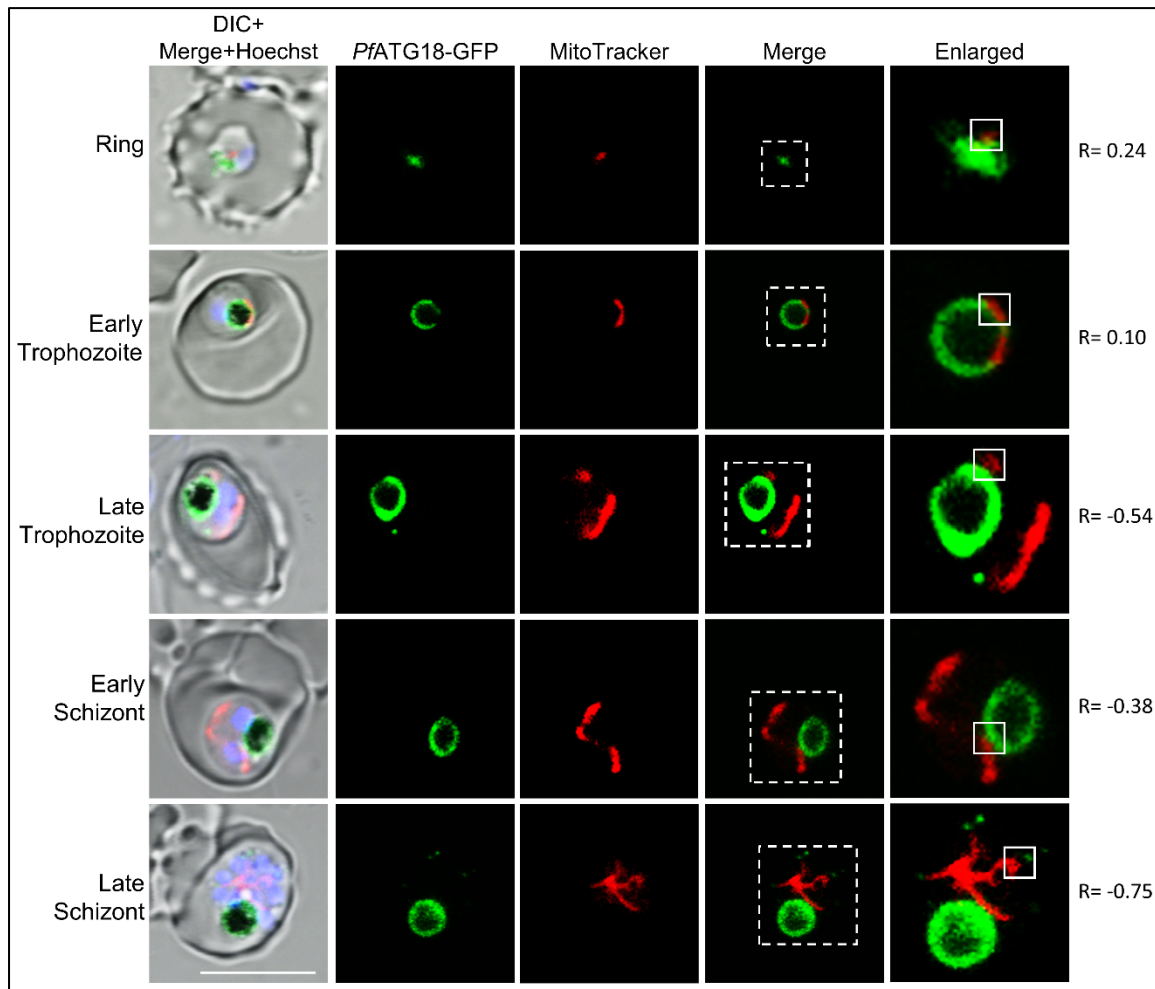 DIC+
Merge+Hoechst
PfATG18-GFP
MitoTracker
Merge
Enlarged
Ring
R= 0.24
Early
Trophozoite
R= 0.10
Late
Trophozoite
R= -0.54
Early
Schizont
R= -0.38
Late
Schizont
R= -0.75